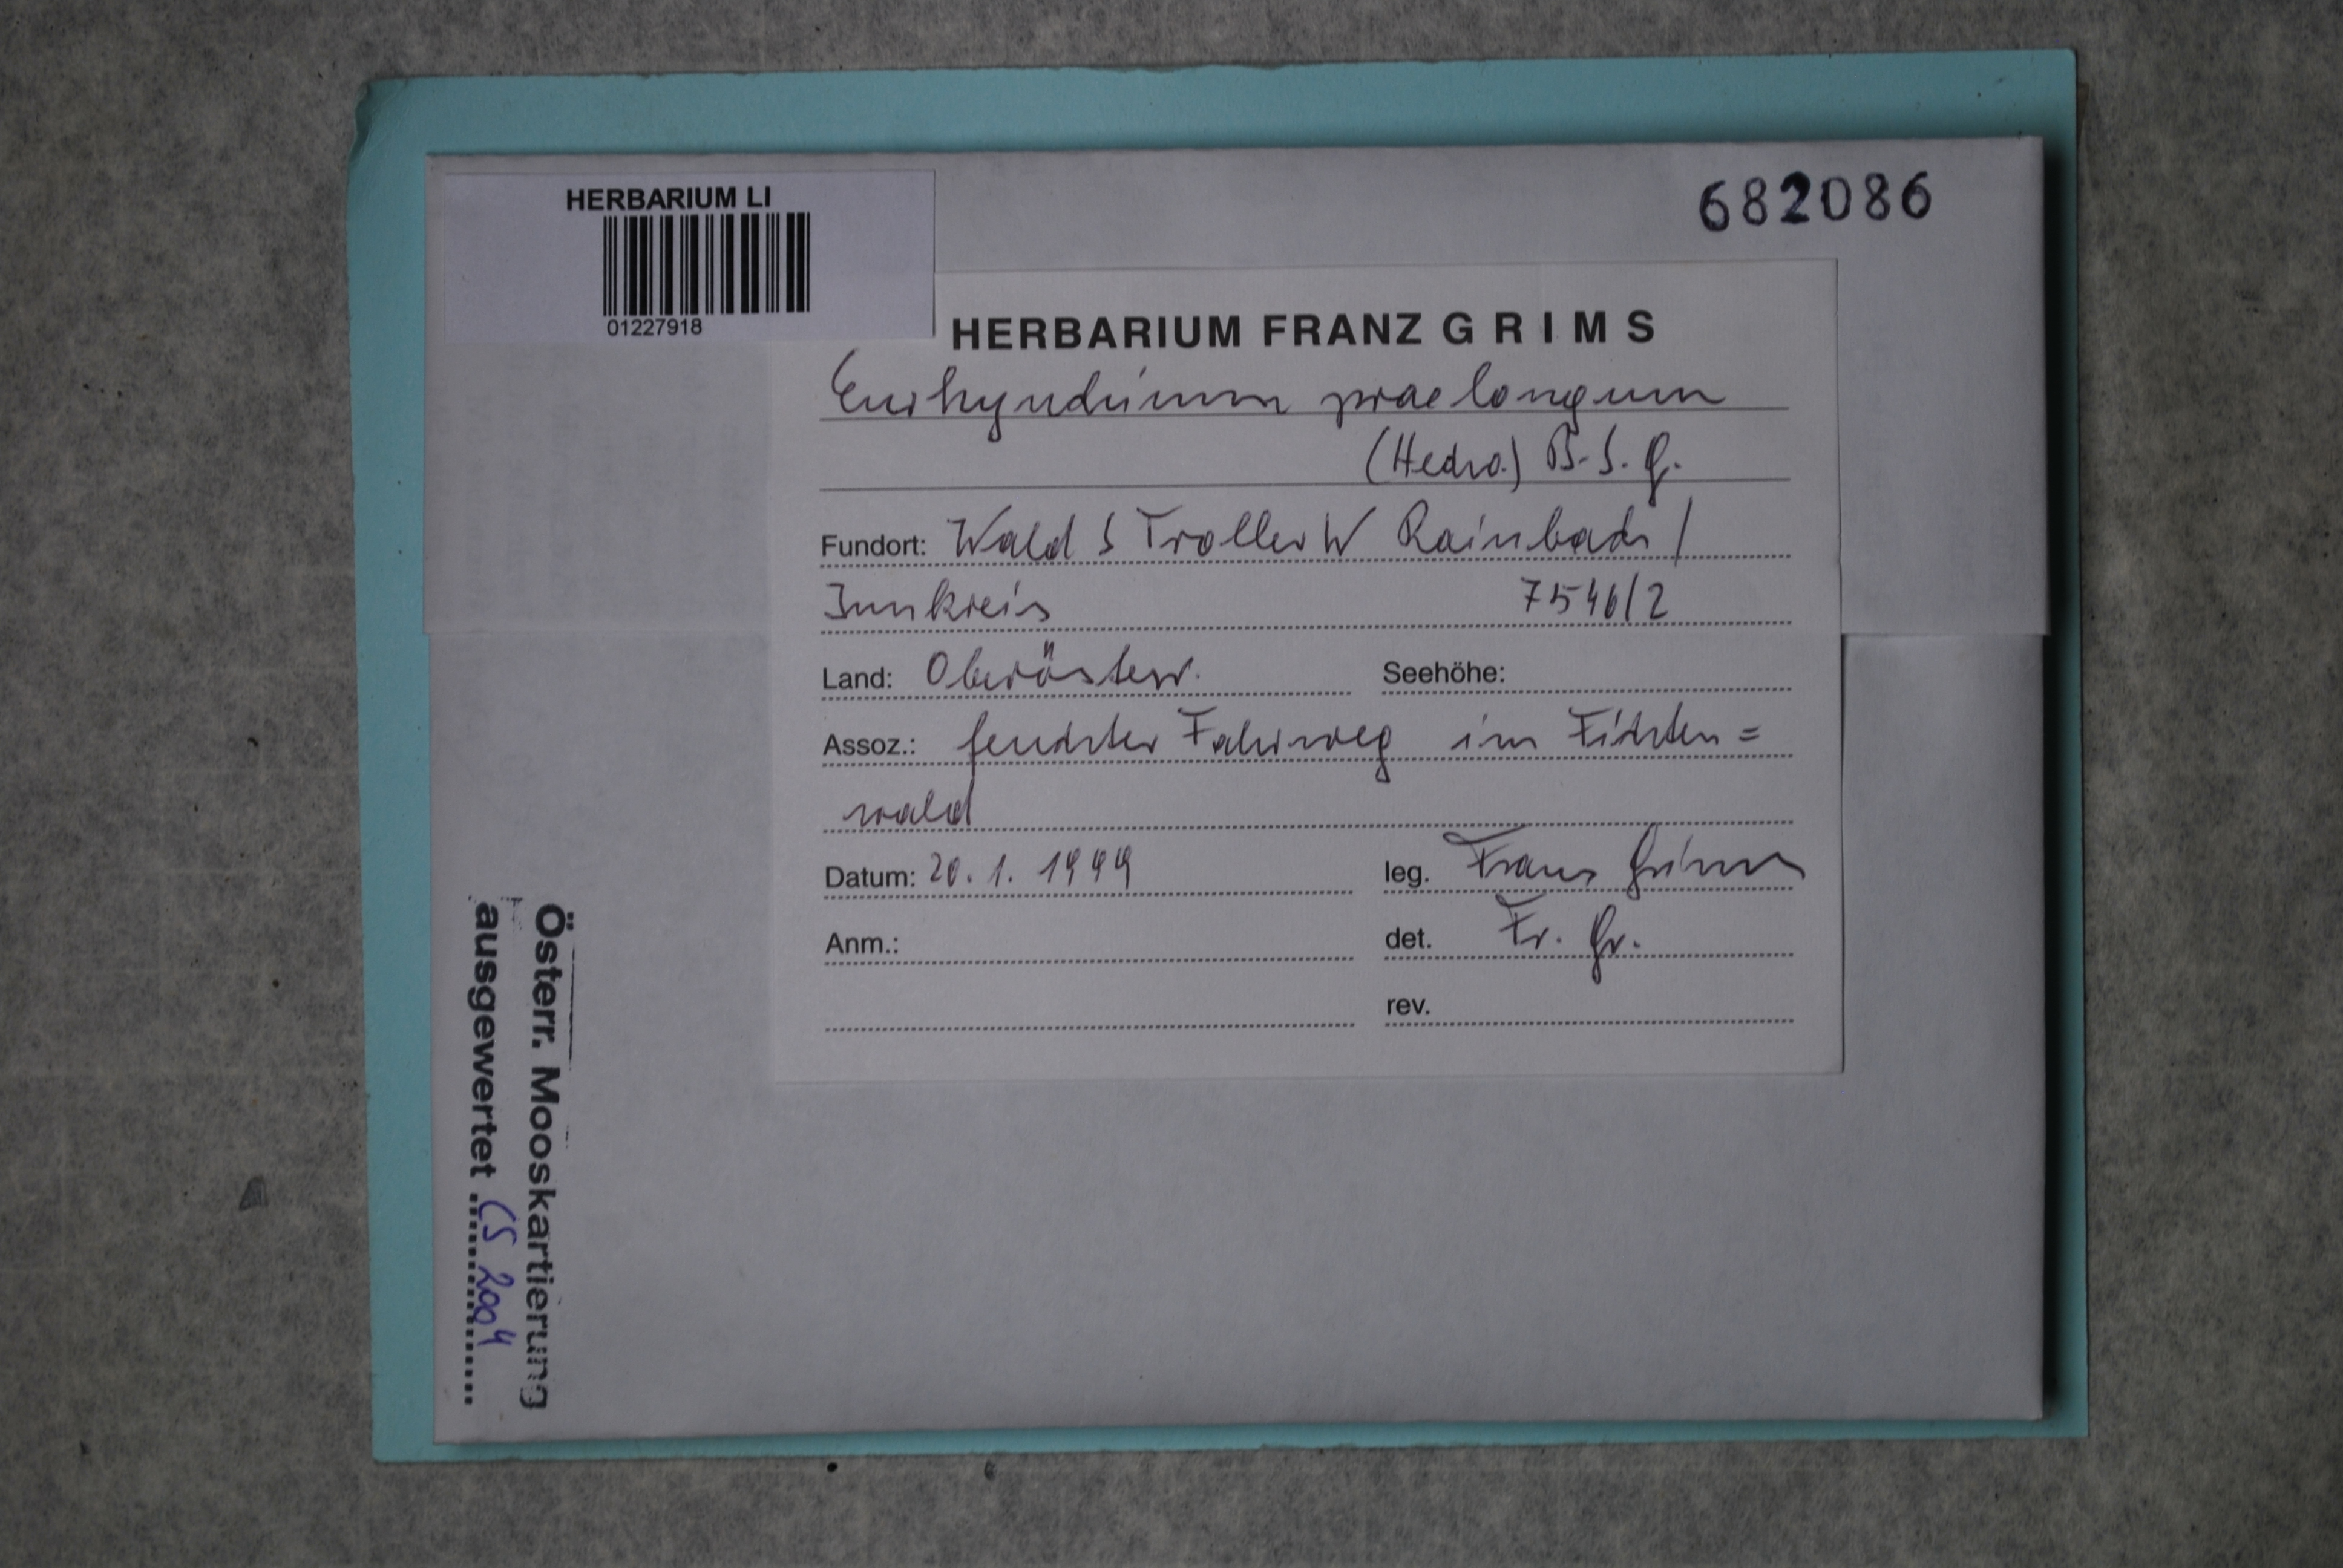 HERBARIUM LI
01227918
682086
HERBARIUM FRANZ GRIMS
Eurhynchium praelongum
(Hedw.) B.S.G.
Fundort: Wald S Troller W Rainbach /
Innkreis 7546/2
Land: Oberösterr. Seehöhe:
Assoz.: feuchter Fahrweg im Fichten=
wald
Datum: 20.1.1999 leg. Franz Grims
Anm.: det. Fr. Gr.
rev.
Österr. Mooskartierung
ausgewertet CS 2004